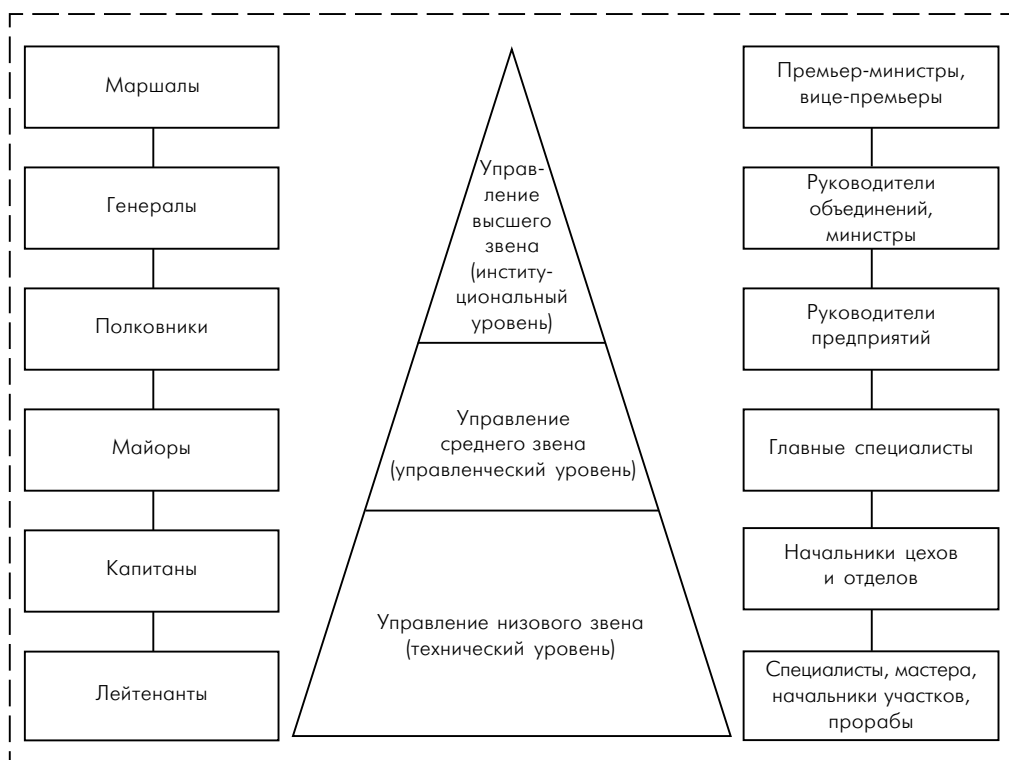 Маршалы
Генералы
Полковники
Майоры
Капитаны
Лейтенанты
Управ-
ление
высшего
звена
(институ-
циональный
уровень)
Управление
среднего звена
(управленческий уровень)
Управление низового звена
(технический уровень)
Премьер-министры,
вице-премьеры
Руководители
объединений,
министры
Руководители
предприятий
Главные специалисты
Начальники цехов
и отделов
Специалисты, мастера,
начальники участков,
прорабы